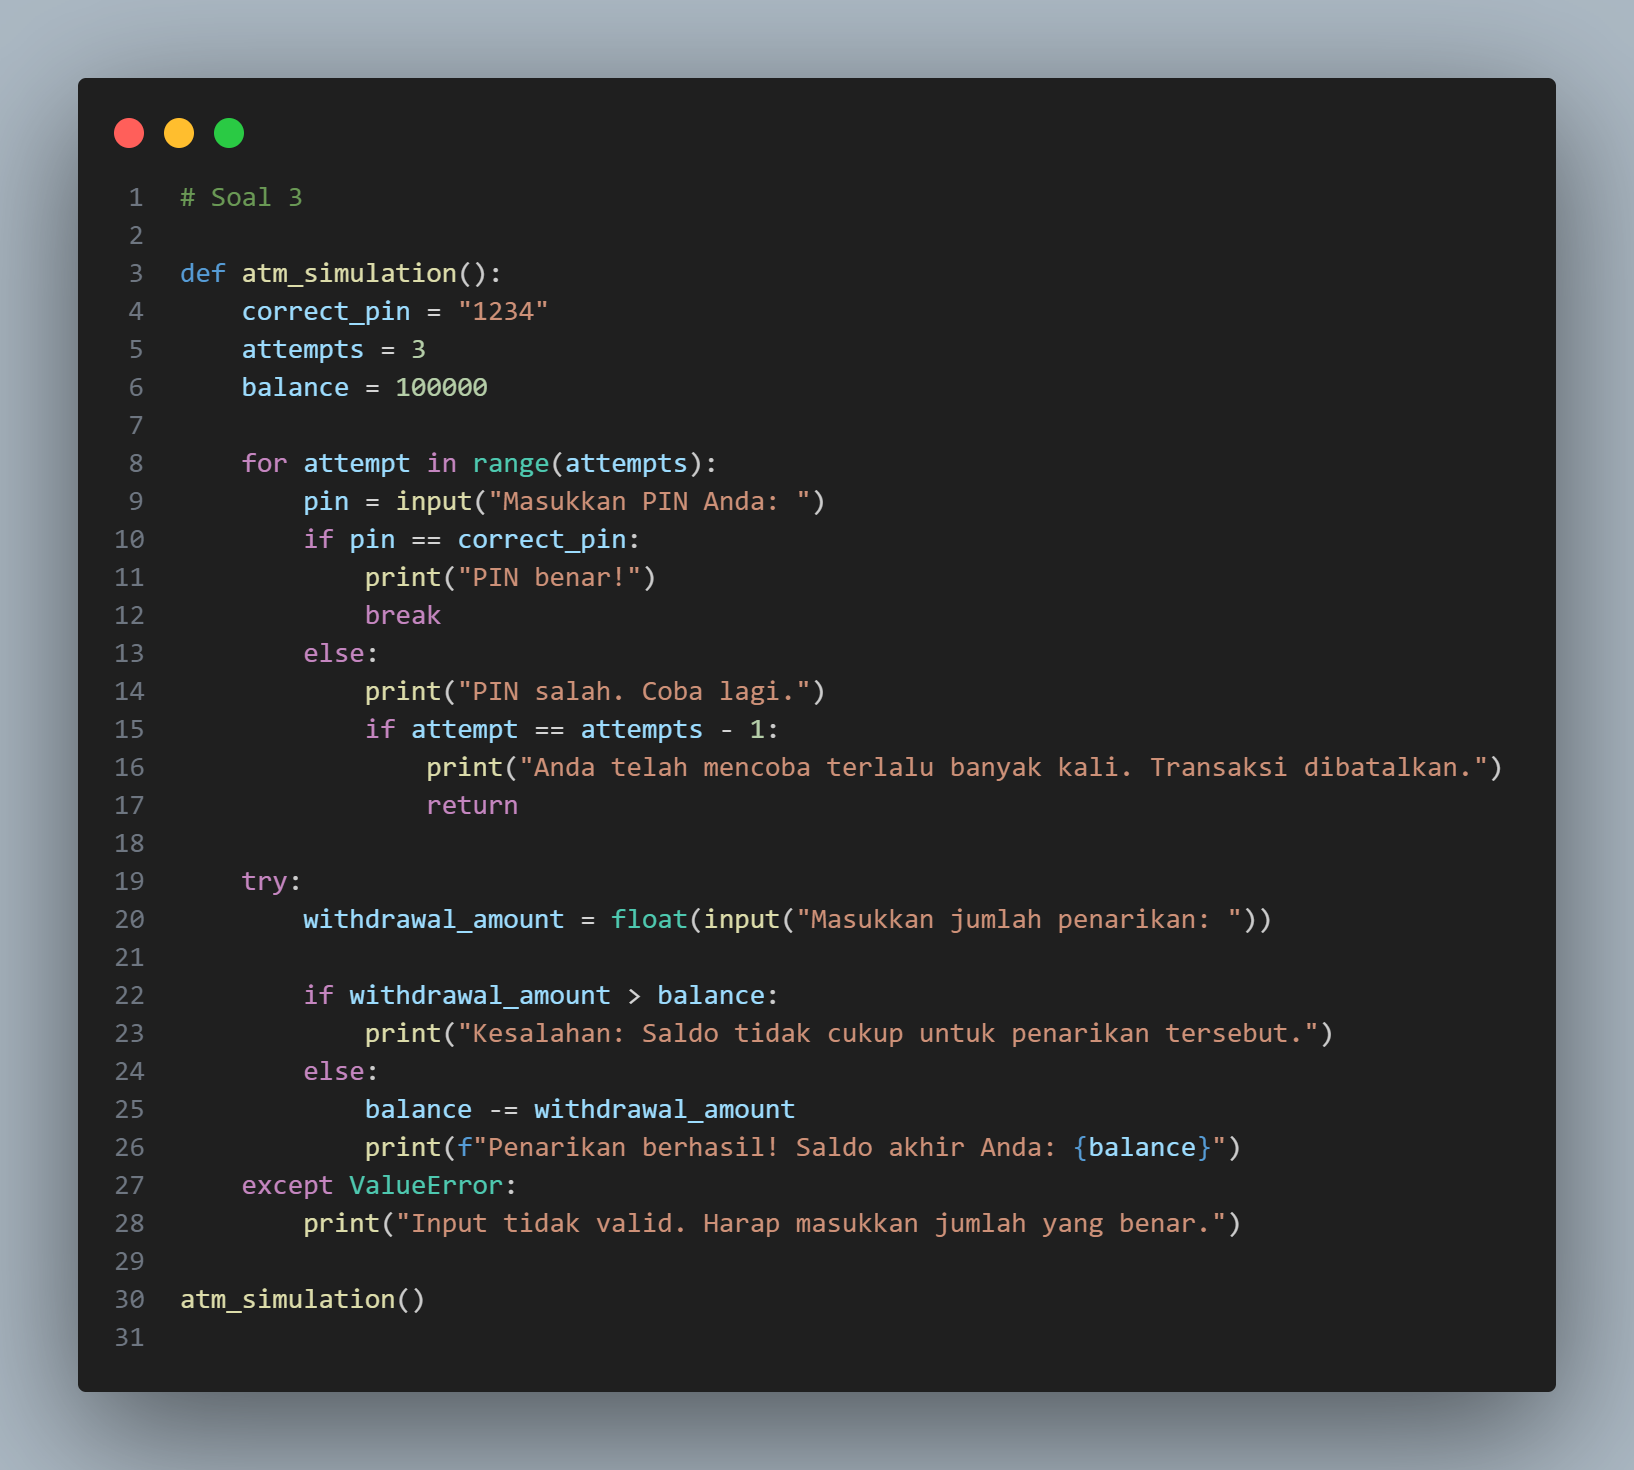 1 # Soal 3
2
3 def atm_simulation():
4     correct_pin = "1234"
5     attempts = 3
6     balance = 100000
7
8     for attempt in range(attempts):
9         pin = input("Masukkan PIN Anda: ")
10         if pin == correct_pin:
11             print("PIN benar!")
12             break
13         else:
14             print("PIN salah. Coba lagi.")
15             if attempt == attempts - 1:
16                 print("Anda telah mencoba terlalu banyak kali. Transaksi dibatalkan.")
17                 return
18
19     try:
20         withdrawal_amount = float(input("Masukkan jumlah penarikan: "))
21
22         if withdrawal_amount > balance:
23             print("Kesalahan: Saldo tidak cukup untuk penarikan tersebut.")
24         else:
25             balance -= withdrawal_amount
26             print(f"Penarikan berhasil! Saldo akhir Anda: {balance}")
27     except ValueError:
28         print("Input tidak valid. Harap masukkan jumlah yang benar.")
29
30 atm_simulation()
31